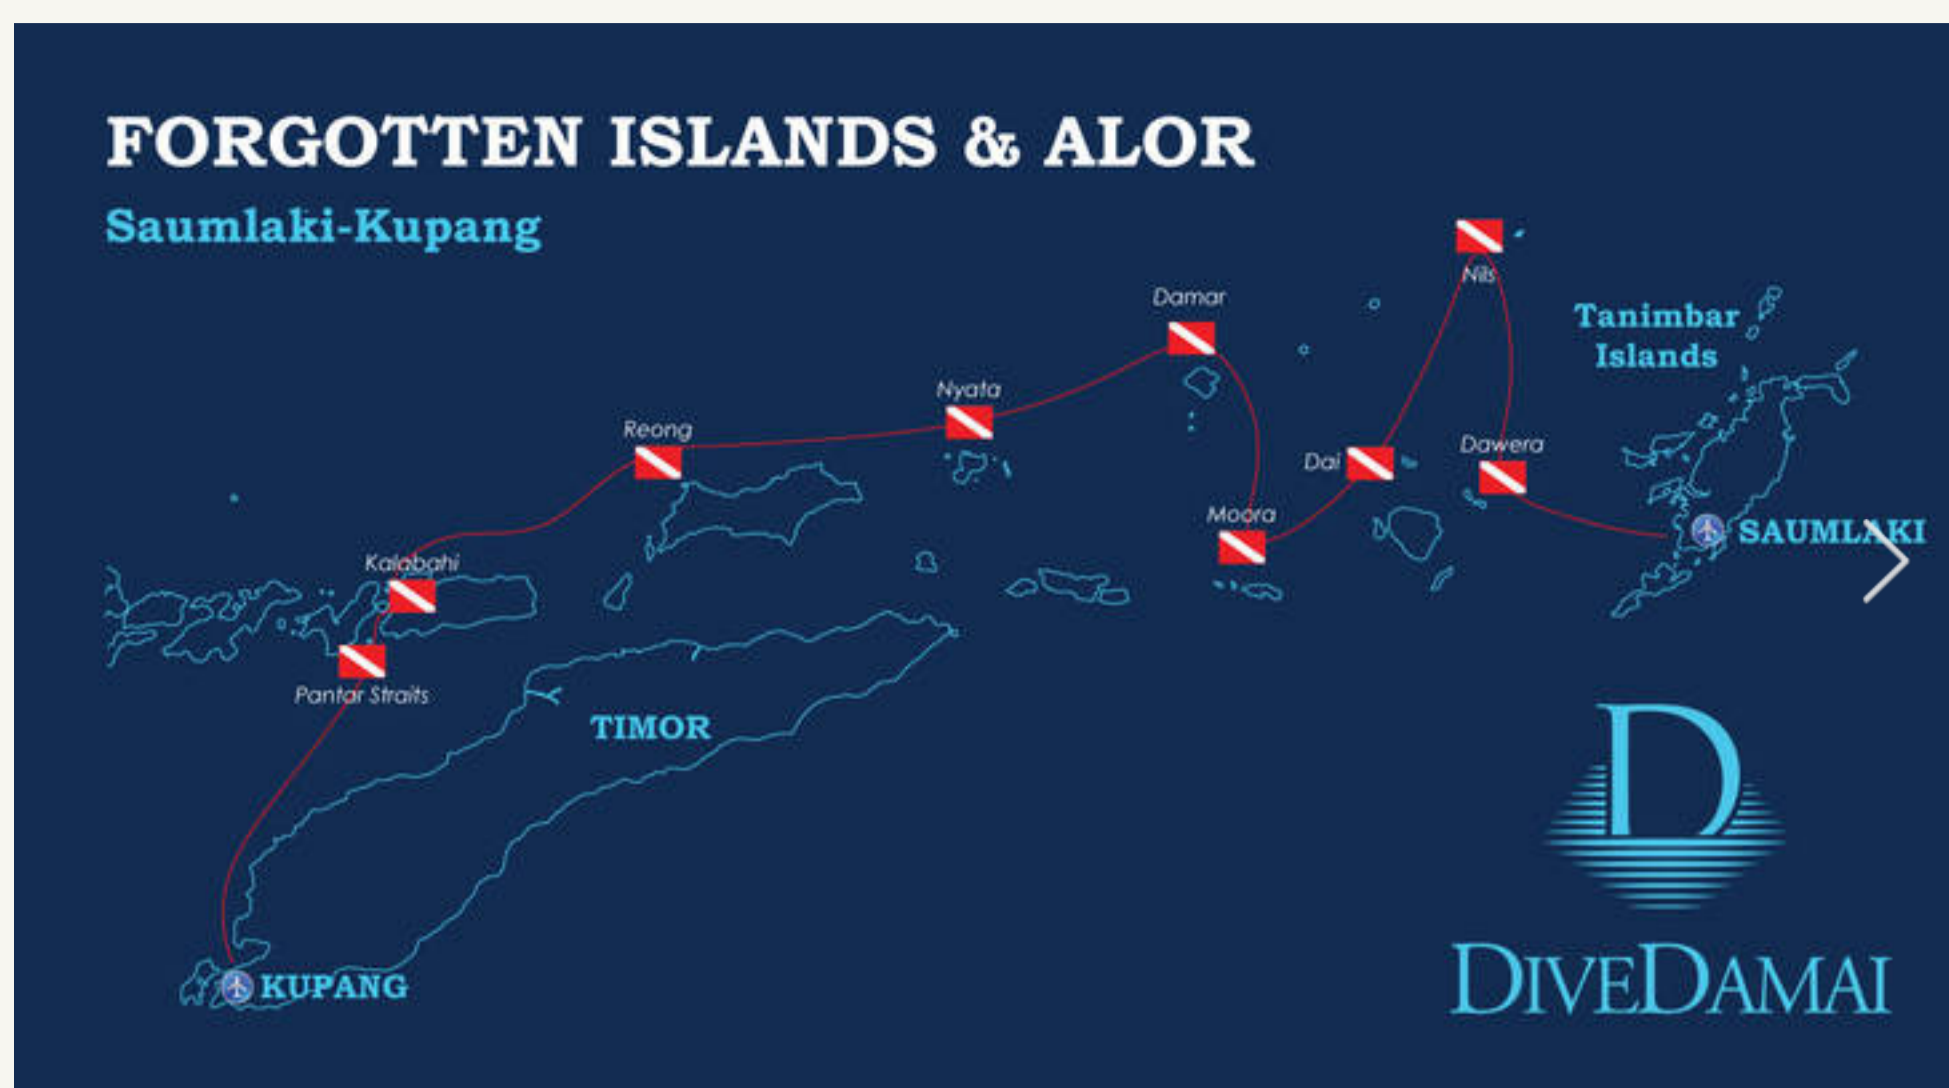 FORGOTTEN ISLANDS & ALOR
Saumlaki-Kupang
Nils
Damar
Tanimbar
Islands
Nyata
Reong
Dawera
Dai
Moora
SAUMLAKI
Kalabahi
Pantar Straits
TIMOR
KUPANG
D
DIVEDAMAI